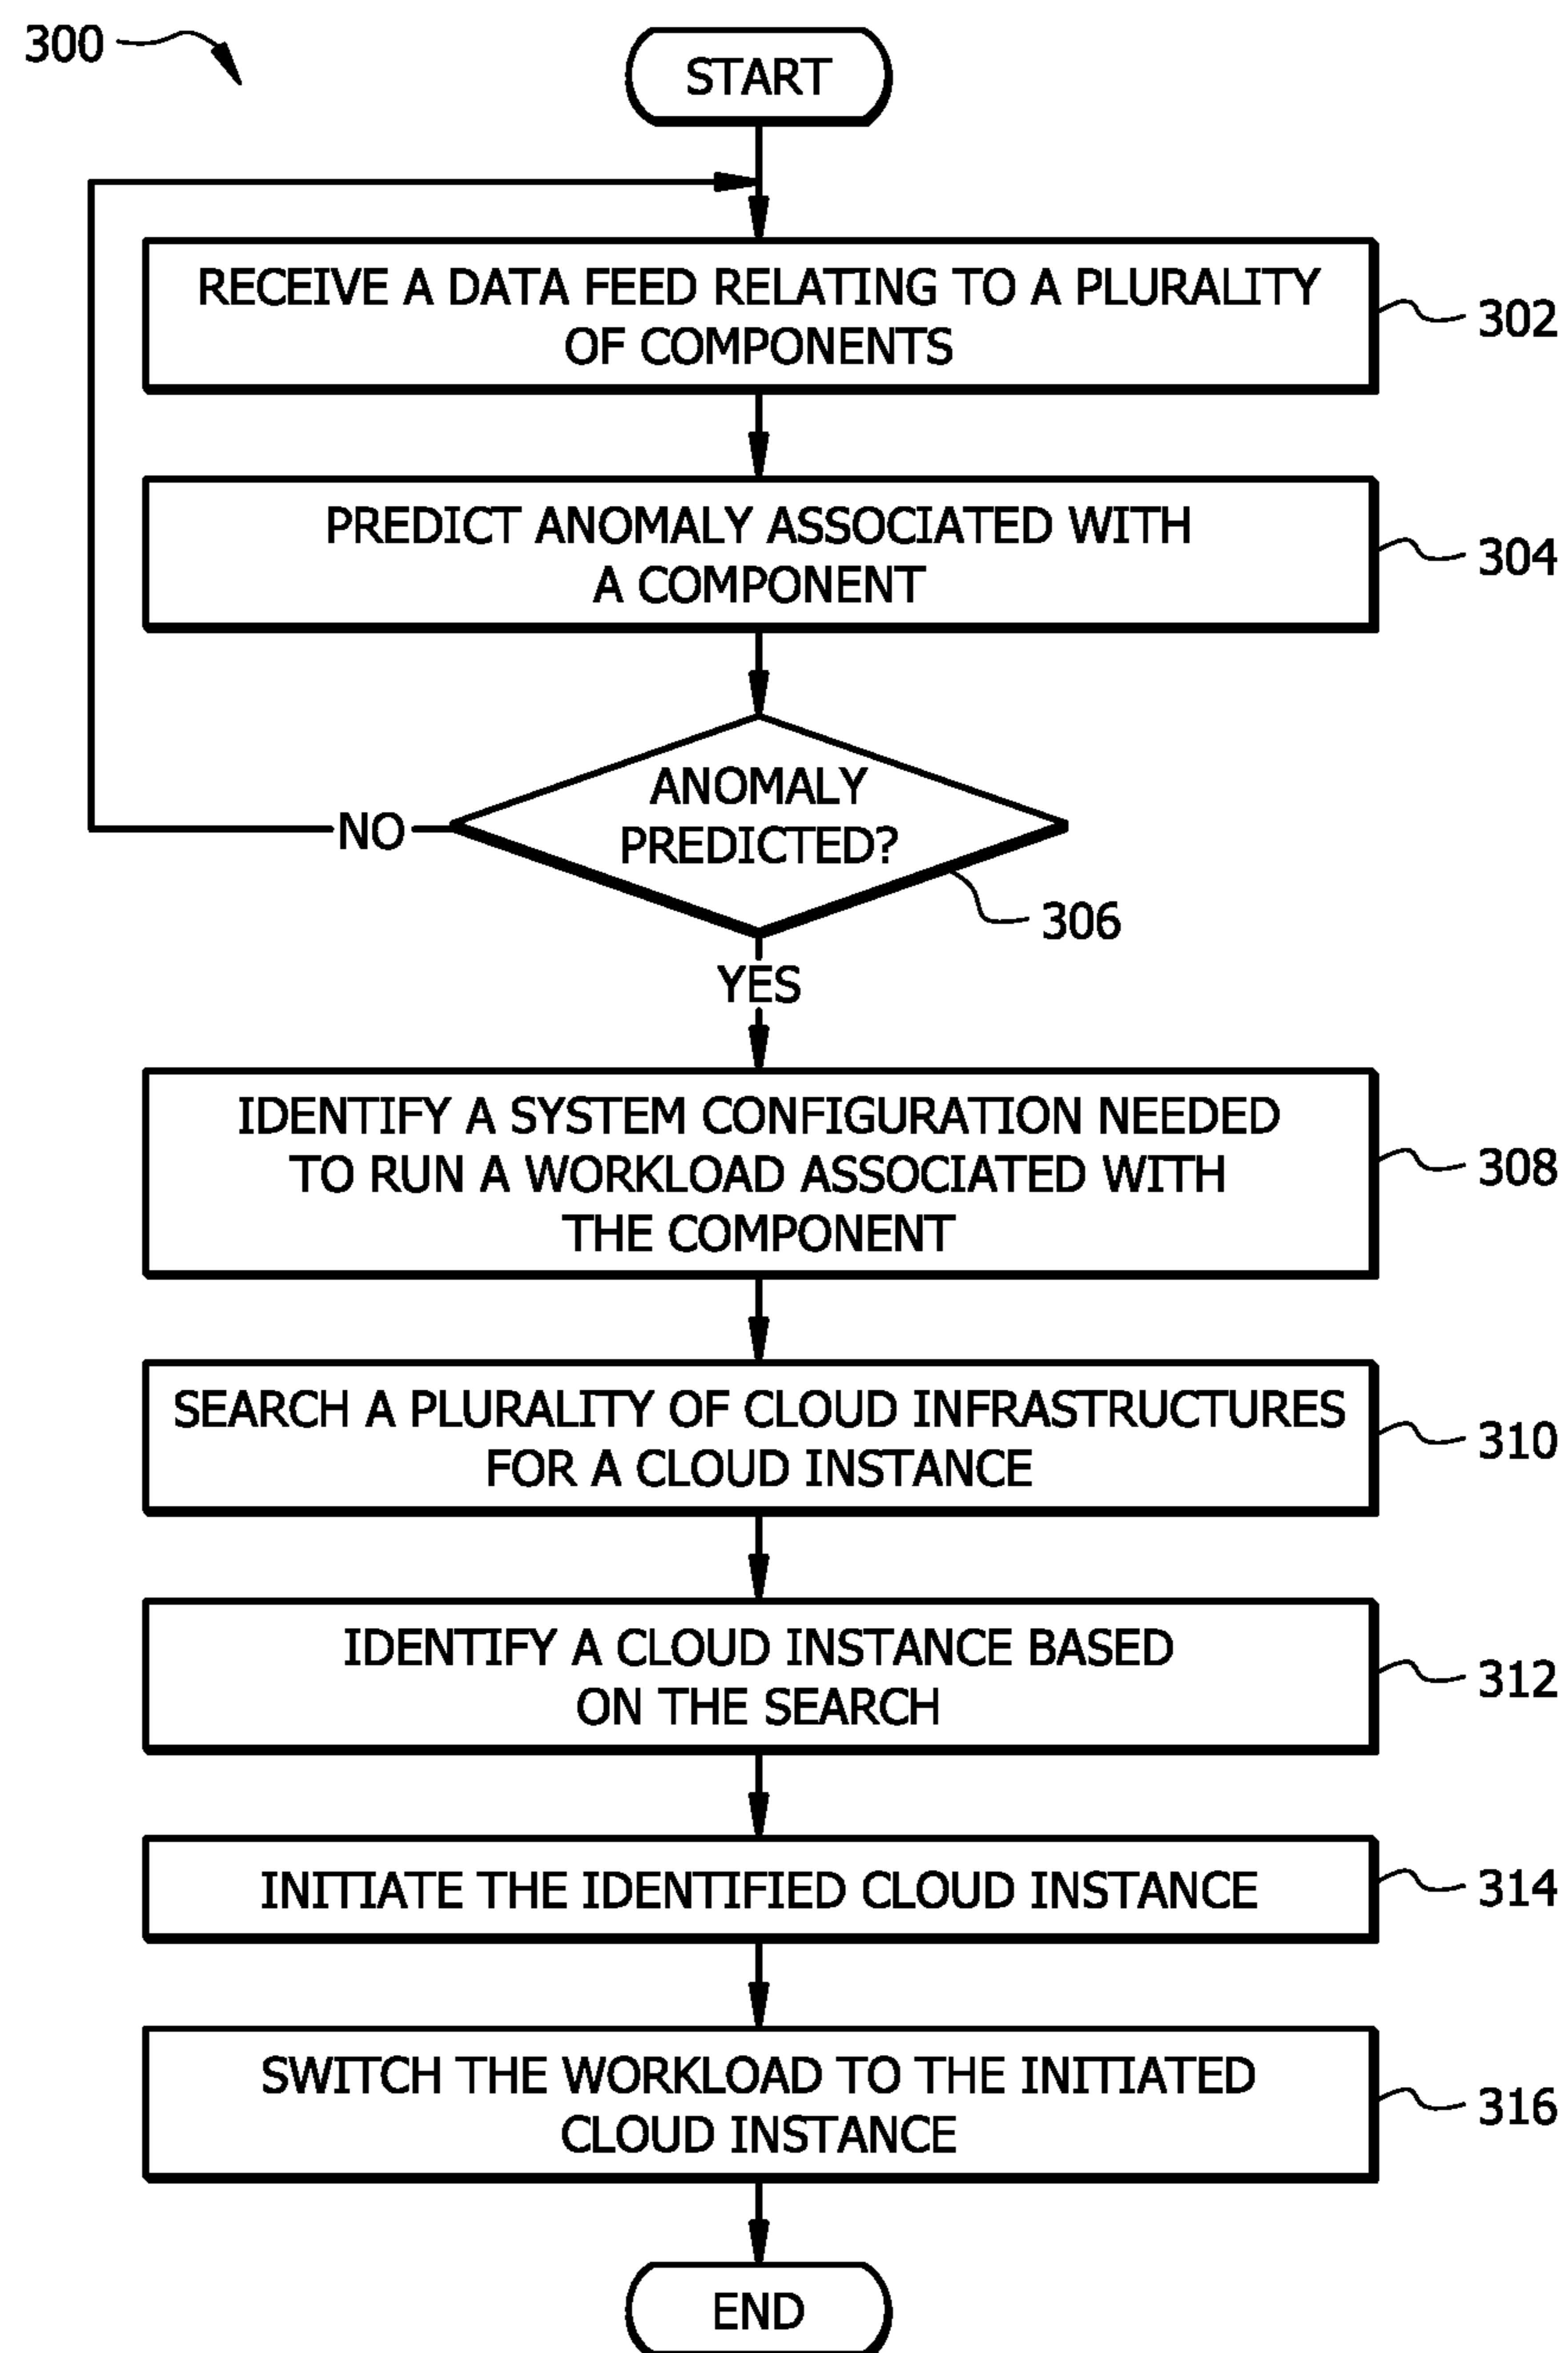 300
START
RECEIVE A DATA FEED RELATING TO A PLURALITY
OF COMPONENTS
302
PREDICT ANOMALY ASSOCIATED WITH
A COMPONENT
304
ANOMALY
PREDICTED?
NO
306
YES
IDENTIFY A SYSTEM CONFIGURATION NEEDED
TO RUN A WORKLOAD ASSOCIATED WITH
THE COMPONENT
308
SEARCH A PLURALITY OF CLOUD INFRASTRUCTURES
FOR A CLOUD INSTANCE
310
IDENTIFY A CLOUD INSTANCE BASED
ON THE SEARCH
312
INITIATE THE IDENTIFIED CLOUD INSTANCE
314
SWITCH THE WORKLOAD TO THE INITIATED
CLOUD INSTANCE
316
END